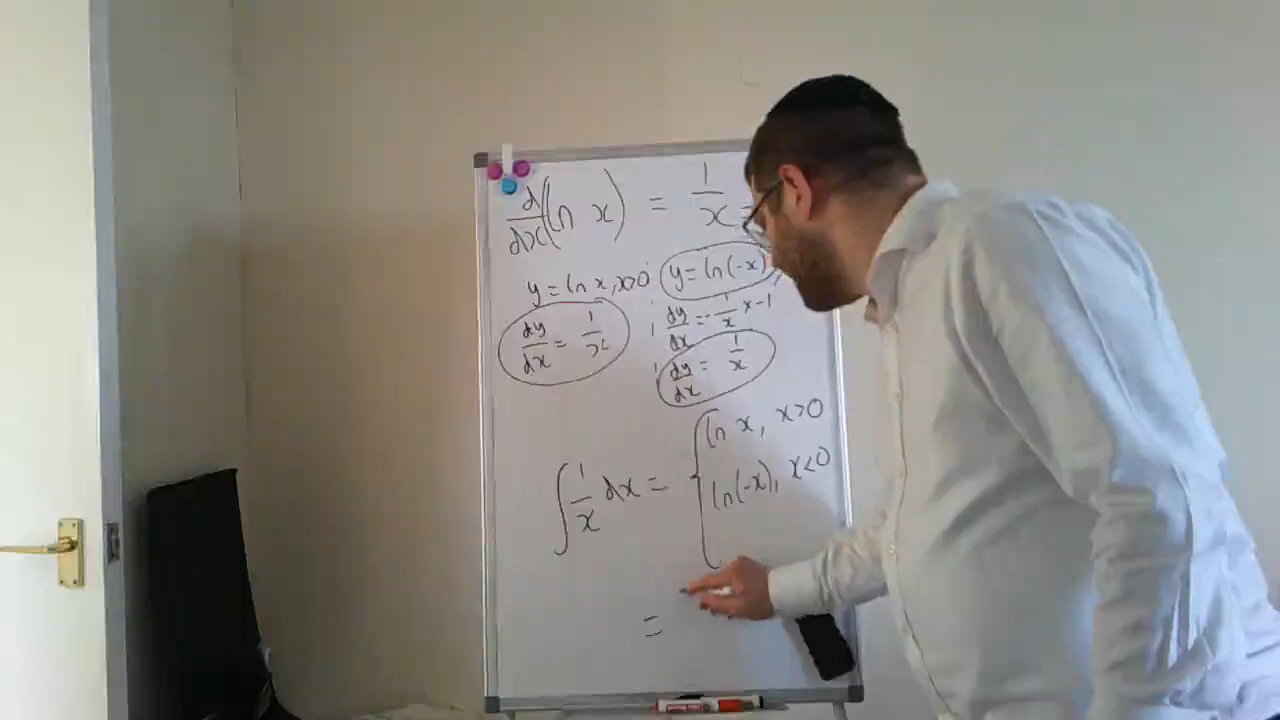 d/dx (ln x) = 1/x =
y = ln x, x>0 y = ln(-x)
dy/dx = 1/x dy/dx = -1/x × -1
dy/dx = 1/x
∫ 1/x dx = { ln x, x>0
ln(-x), x<0
=